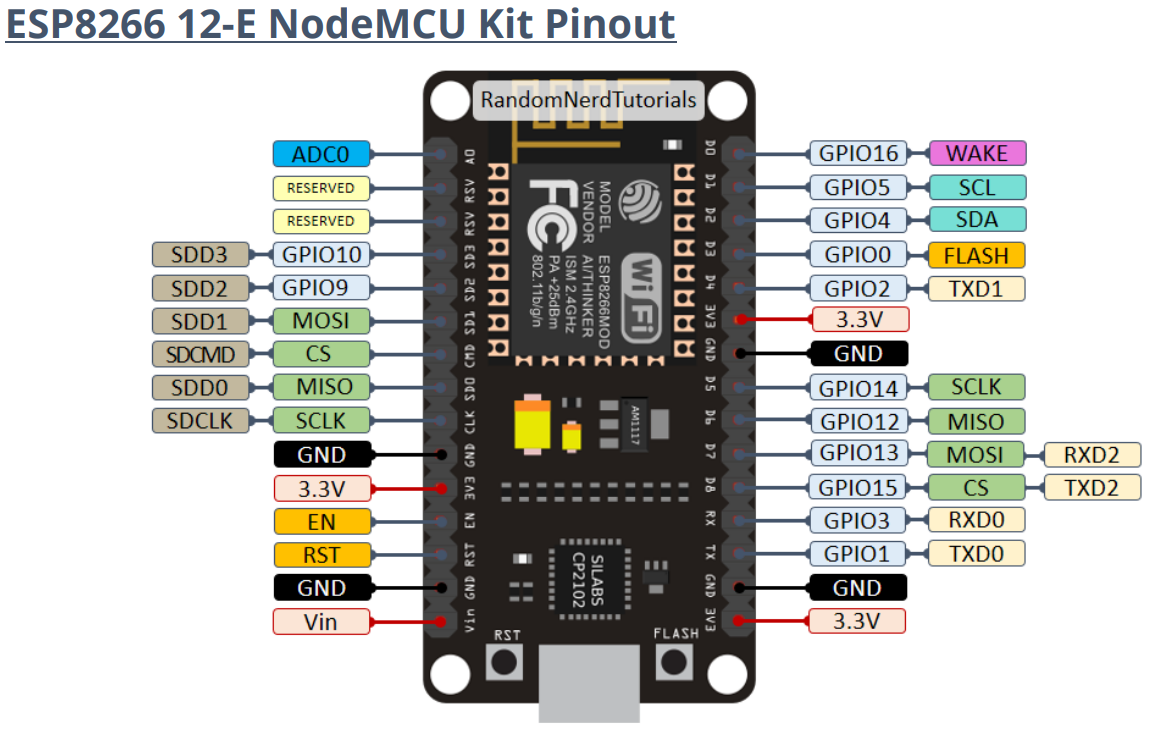 ESP8266 12-E NodeMCU Kit Pinout
RandomNerdTutorials
ADC0 A0 D0 GPIO16 WAKE
RESERVED RSV D1 GPIO5 SCL
RESERVED RSV D2 GPIO4 SDA
SDD3 GPIO10 SD3 D3 GPIO0 FLASH
SDD2 GPIO9 SD2 D4 GPIO2 TXD1
SDD1 MOSI SD1 3V3 3.3V
SDCMD CS CMD GND GND
SDD0 MISO SD0 D5 GPIO14 SCLK
SDCLK SCLK CLK D6 GPIO12 MISO
GND GND D7 GPIO13 MOSI RXD2
3.3V 3V3 D8 GPIO15 CS TXD2
EN EN RX GPIO3 RXD0
RST RST TX GPIO1 TXD0
GND GND GND GND
Vin Vin 3V3 3.3V
FC
MODEL ESP8266MOD
VENDOR AI/THINKER
ISM 2.4GHz
PA +25dBm
802.11b/g/n
Wi Fi
AM1117
SILABS
CP2102
RST
FLASH